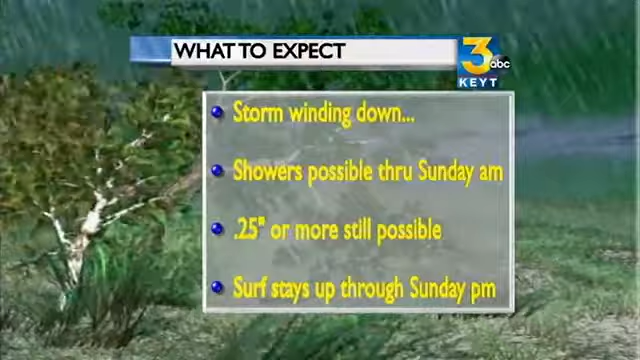 WHAT TO EXPECT
3
abc
KEYT
Storm winding down...
Showers possible thru Sunday am
.25" or more still possible
Surf stays up through Sunday pm